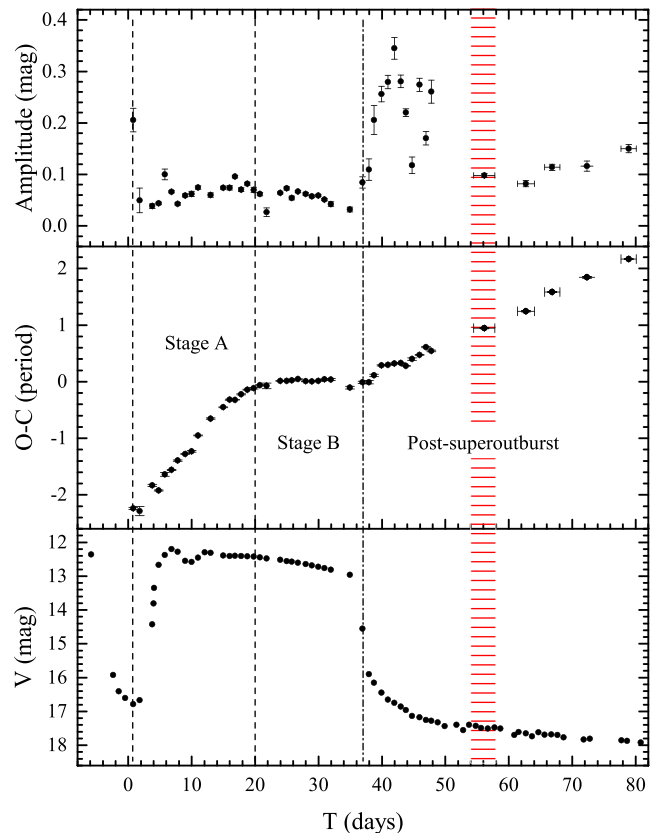 Amplitude (mag)
0.4
0.3
0.2
0.1
0.0
O-C (period)
2
1
0
-1
-2
Stage A
Stage B
Post-superoutburst
V (mag)
12
13
14
15
16
17
18
0 10 20 30 40 50 60 70 80
T (days)